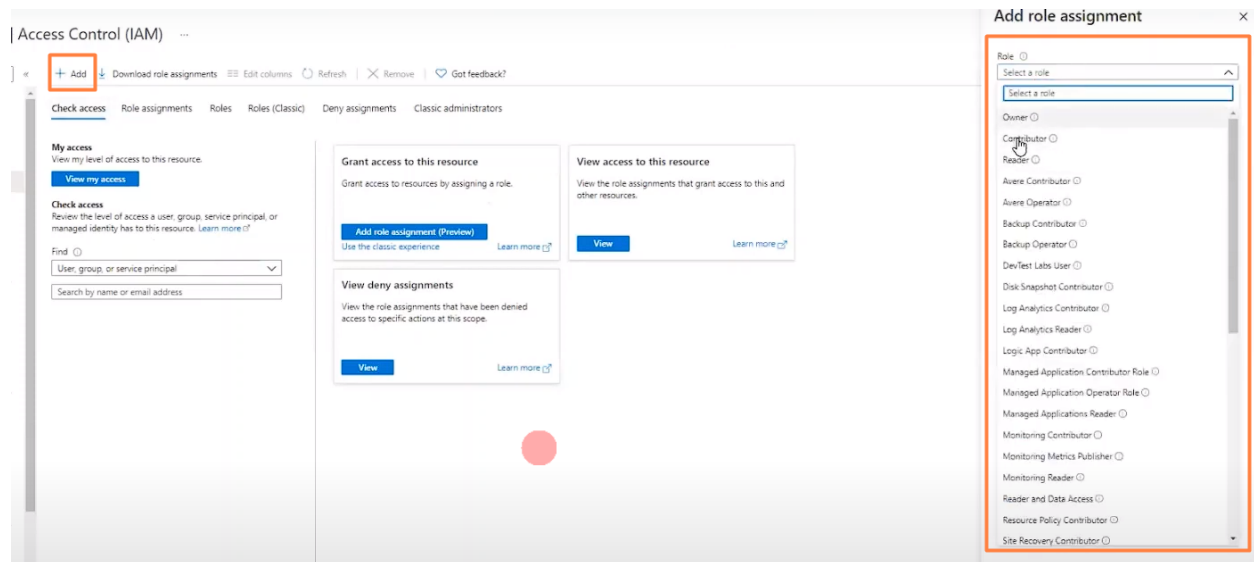 Access Control (IAM) ...
Add role assignment
+ Add
Download role assignments
Edit columns
Refresh
Remove
Got feedback?
Check access
Role assignments
Roles
Roles (Classic)
Deny assignments
Classic administrators
My access
View my level of access to this resource.
View my access
Check access
Review the level of access a user, group, service principal, or
managed identity has to this resource. Learn more
Find
User, group, or service principal
Search by name or email address
Grant access to this resource
Grant access to resources by assigning a role.
Add role assignment (Preview)
Use the classic experience
Learn more
View access to this resource
View the role assignments that grant access to this and
other resources.
View
Learn more
View deny assignments
View the role assignments that have been denied
access to specific actions at this scope.
View
Learn more
Role
Select a role
Select a role
Owner
Contributor
Reader
Avere Contributor
Avere Operator
Backup Contributor
Backup Operator
DevTest Labs User
Disk Snapshot Contributor
Log Analytics Contributor
Log Analytics Reader
Logic App Contributor
Managed Application Contributor Role
Managed Application Operator Role
Managed Applications Reader
Monitoring Contributor
Monitoring Metrics Publisher
Monitoring Reader
Reader and Data Access
Resource Policy Contributor
Site Recovery Contributor